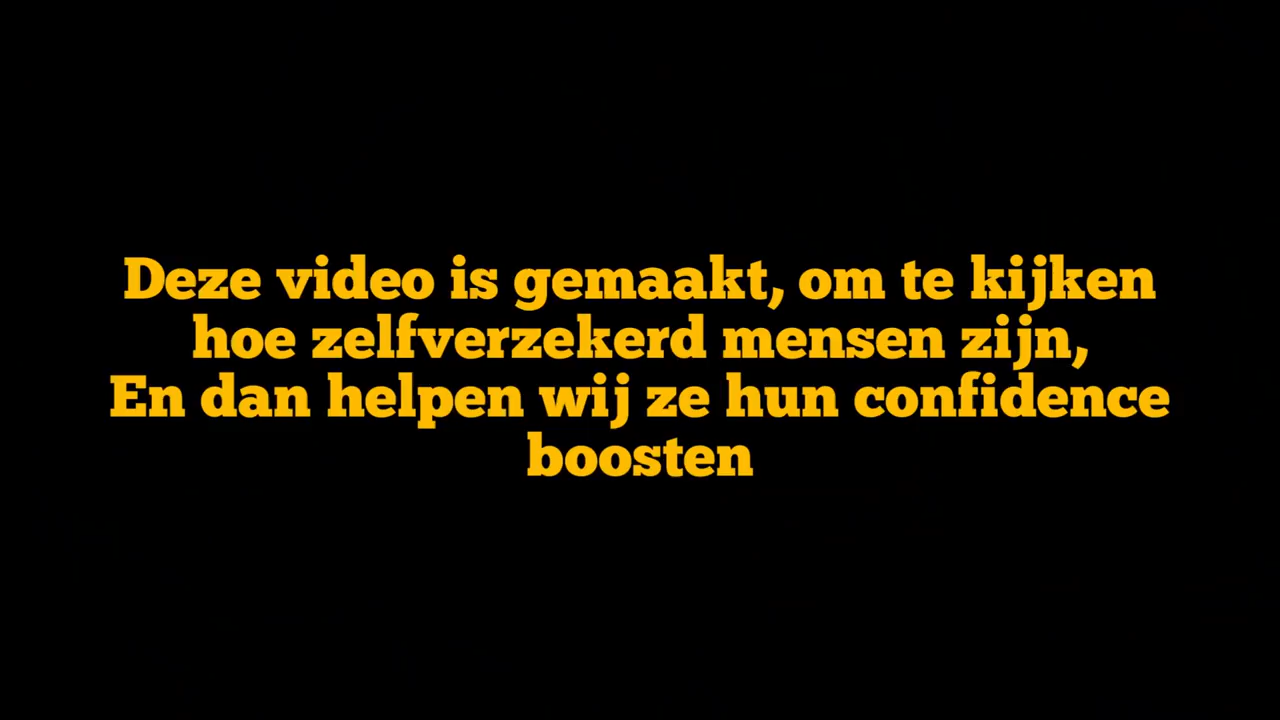 Deze video is gemaakt, om te kijken
hoe zelfverzekerd mensen zijn,
En dan helpen wij ze hun confidence
boosten